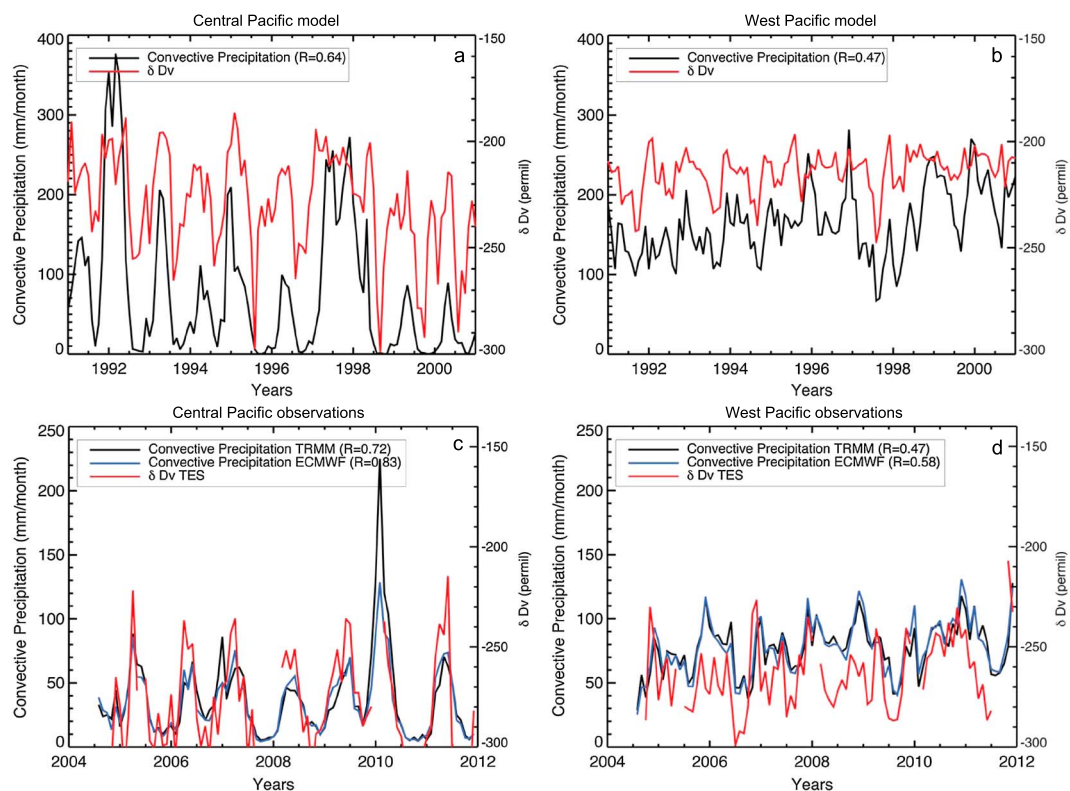 Central Pacific model
400
300
200
100
0
Convective Precipitation (mm/month)
Convective Precipitation (R=0.64)
δ Dv
a
-150
-200
-250
-300
δ Dv (permil)
1992 1994 1996 1998 2000
Years
West Pacific model
400
300
200
100
0
Convective Precipitation (mm/month)
Convective Precipitation (R=0.47)
δ Dv
b
-150
-200
-250
-300
δ Dv (permil)
1992 1994 1996 1998 2000
Years
Central Pacific observations
250
200
150
100
50
0
Convective Precipitation (mm/month)
Convective Precipitation TRMM (R=0.72)
Convective Precipitation ECMWF (R=0.83)
δ Dv TES
c
-150
-200
-250
-300
δ Dv (permil)
2004 2006 2008 2010 2012
Years
West Pacific observations
250
200
150
100
50
0
Convective Precipitation (mm/month)
Convective Precipitation TRMM (R=0.47)
Convective Precipitation ECMWF (R=0.58)
δ Dv TES
d
-150
-200
-250
-300
δ Dv (permil)
2004 2006 2008 2010 2012
Years